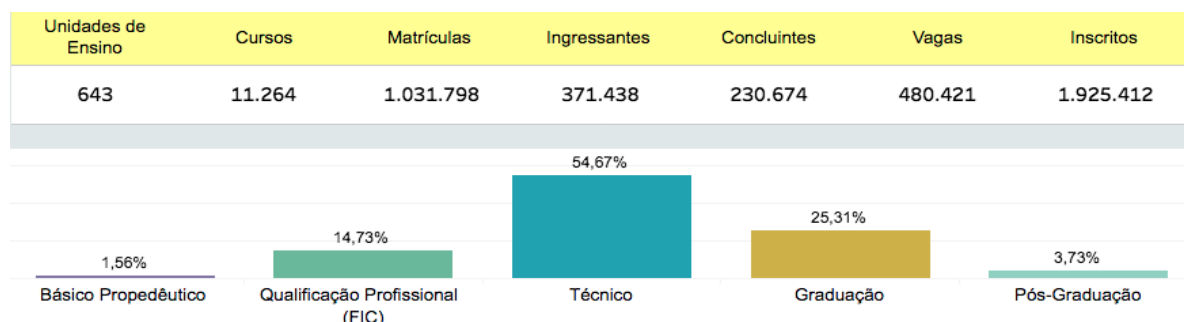 Unidades de
Ensino
Cursos
Matrículas
Ingressantes
Concluintes
Vagas
Inscritos
643
11.264
1.031.798
371.438
230.674
480.421
1.925.412
54,67%
25,31%
14,73%
3,73%
1,56%
Básico Propedêutico
Qualificação Profissional
(FIC)
Técnico
Graduação
Pós-Graduação